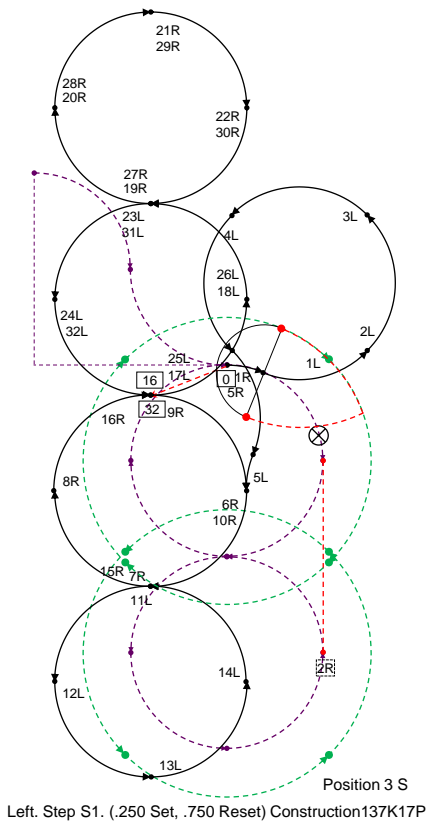 21R
29R
28R
20R
22R
30R
27R
19R
23L
31L
3L
4L
26L
18L
24L
32L
2L
25L
17L
1L
16
0
1R
5R
32
9R
16R
5L
8R
6R
10R
15R
7R
11L
2R
14L
12L
13L
Position 3 S
Left. Step S1. (.250 Set, .750 Reset) Construction137K17P